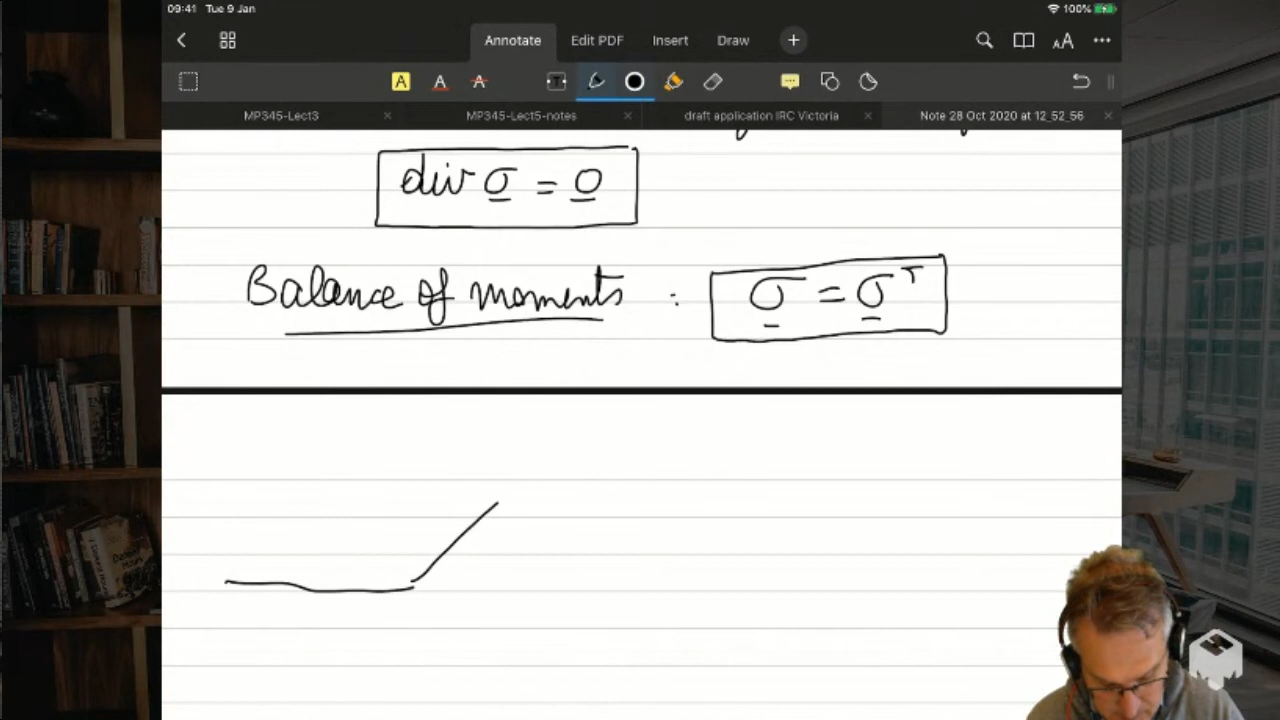 09:41 Tue 9 Jan 100%
Annotate Edit PDF Insert Draw
MP345-Lect3 MP345-Lect5-notes draft application IRC Victoria Note 28 Oct 2020 at 12_52_56
div σ = 0
Balance of moments : σ = σᵀ